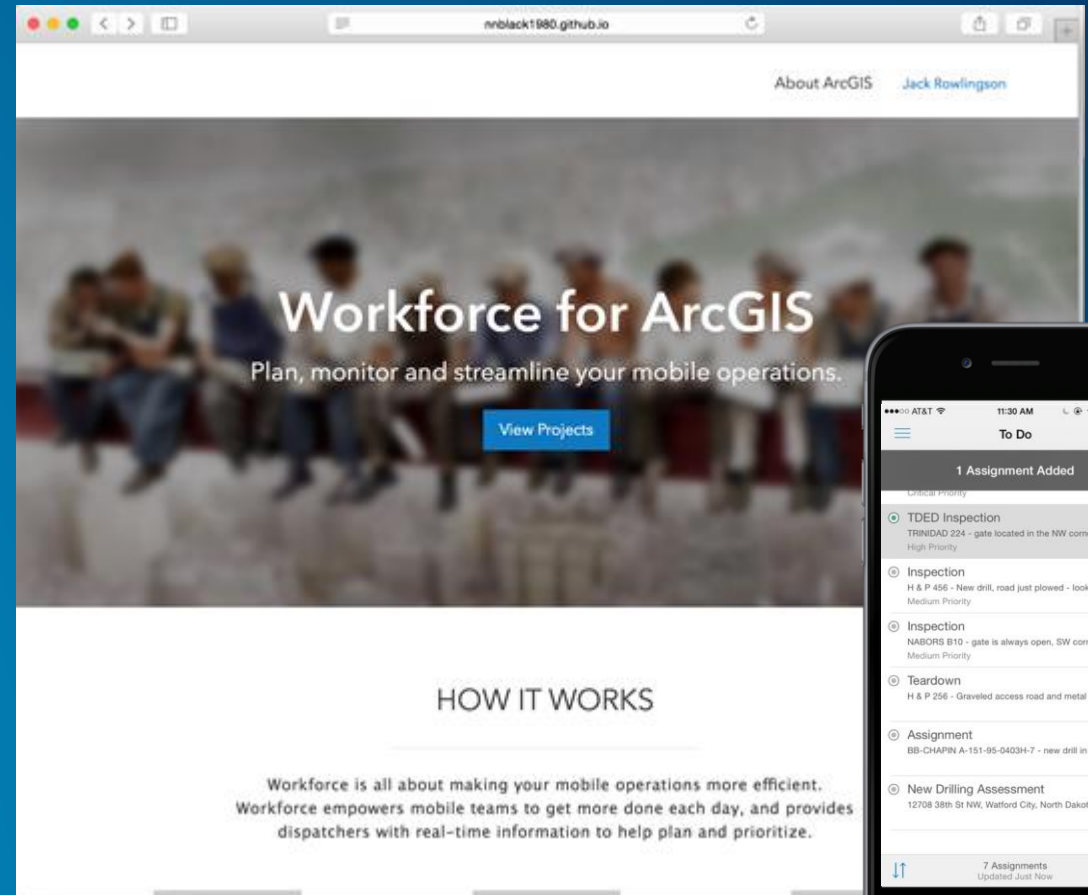 nnblack1980.github.io
About ArcGIS Jack Rowlingson
Workforce for ArcGIS
Plan, monitor and streamline your mobile operations.
View Projects
HOW IT WORKS
Workforce is all about making your mobile operations more efficient.
Workforce empowers mobile teams to get more done each day, and provides
dispatchers with real-time information to help plan and prioritize.
AT&T 11:30 AM
To Do
1 Assignment Added
Critical Priority
TDED Inspection
TRINIDAD 224 - gate located in the NW corn
High Priority
Inspection
H & P 456 - New drill, road just plowed - look
Medium Priority
Inspection
NABORS B10 - gate is always open, SW corn
Medium Priority
Teardown
H & P 256 - Graveled access road and metal
Assignment
BB-CHAPIN A-151-95-0403H-7 - new drill in
New Drilling Assessment
12708 38th St NW, Watford City, North Dakot
7 Assignments
Updated Just Now